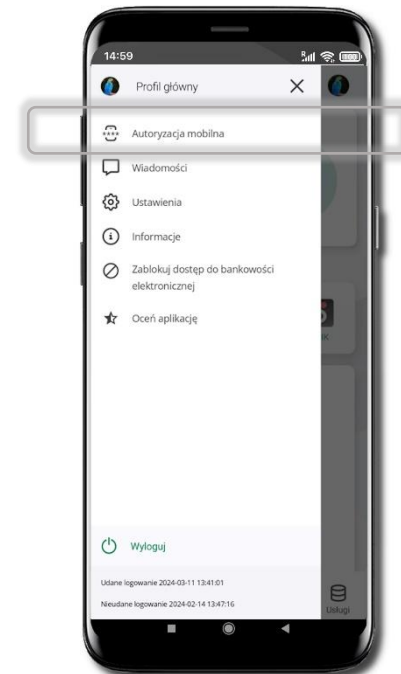 14:59
Profil główny
Autoryzacja mobilna
Wiadomości
Ustawienia
Informacje
Zablokuj dostęp do bankowości
elektronicznej
Oceń aplikację
Wyloguj
Udane logowanie 2024-03-11 13:41:01
Nieudane logowanie 2024-02-14 13:47:16
Usługi